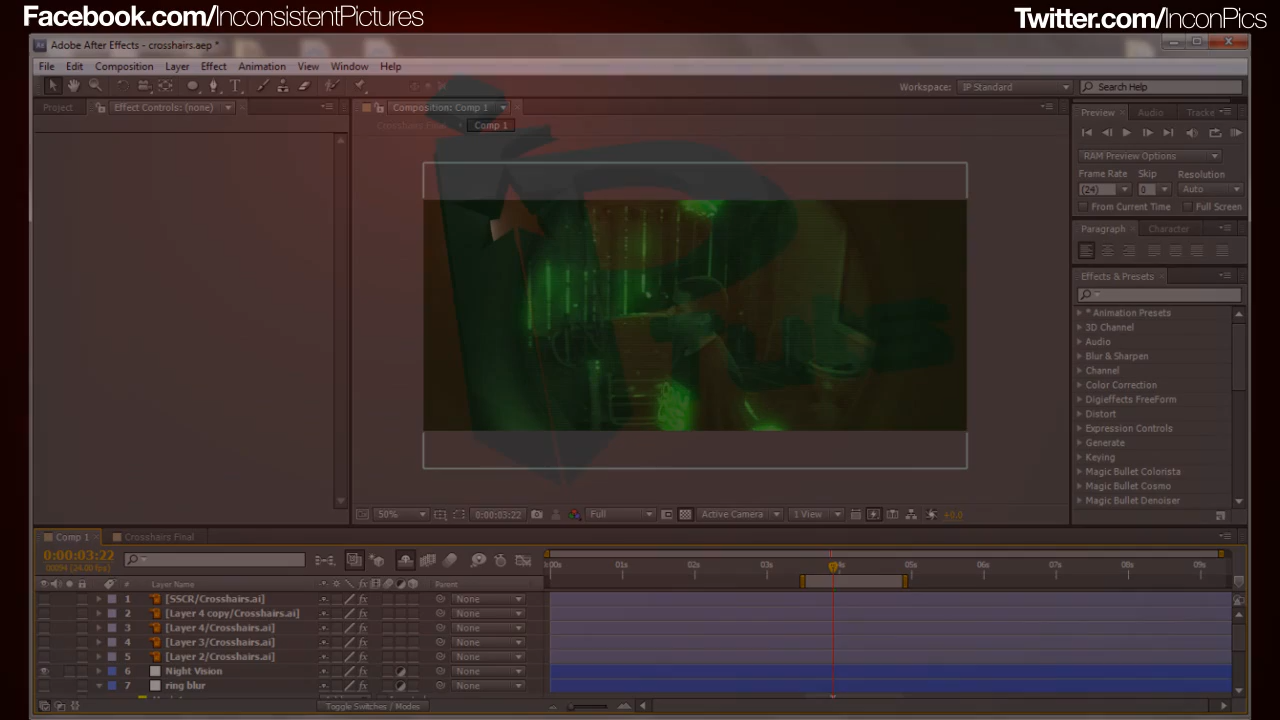 Facebook.com/InconsistentPictures
Twitter.com/InconPics
Adobe After Effects - crosshairs.aep *
File Edit Composition Layer Effect Animation View Window Help
Workspace: IP Standard
Search Help
Project
Effect Controls: (none)
Composition: Comp 1
Crosshairs Final
Comp 1
Preview
Audio
RAM Preview Options
Frame Rate Skip Resolution
(24) 0 Auto
From Current Time Full Screen
Paragraph
Character
Effects & Presets
* Animation Presets
3D Channel
Audio
Blur & Sharpen
Channel
Color Correction
Digieffects FreeForm
Distort
Expression Controls
Generate
Keying
Magic Bullet Colorista
Magic Bullet Cosmo
Magic Bullet Denoiser
50% 0:00:03:22 Full Active Camera 1 View +0.0
Comp 1
Crosshairs Final
0:00:03:22
00094 (24.00 fps)
# Layer Name Parent
0:00s 01s 02s 03s 04s 05s 06s 07s 08s 09s
1 [SSCR/Crosshairs.ai] None
2 [Layer 4 copy/Crosshairs.ai] None
3 [Layer 4/Crosshairs.ai] None
4 [Layer 3/Crosshairs.ai] None
5 [Layer 2/Crosshairs.ai] None
6 Night Vision None
7 ring blur None
Toggle Switches / Modes